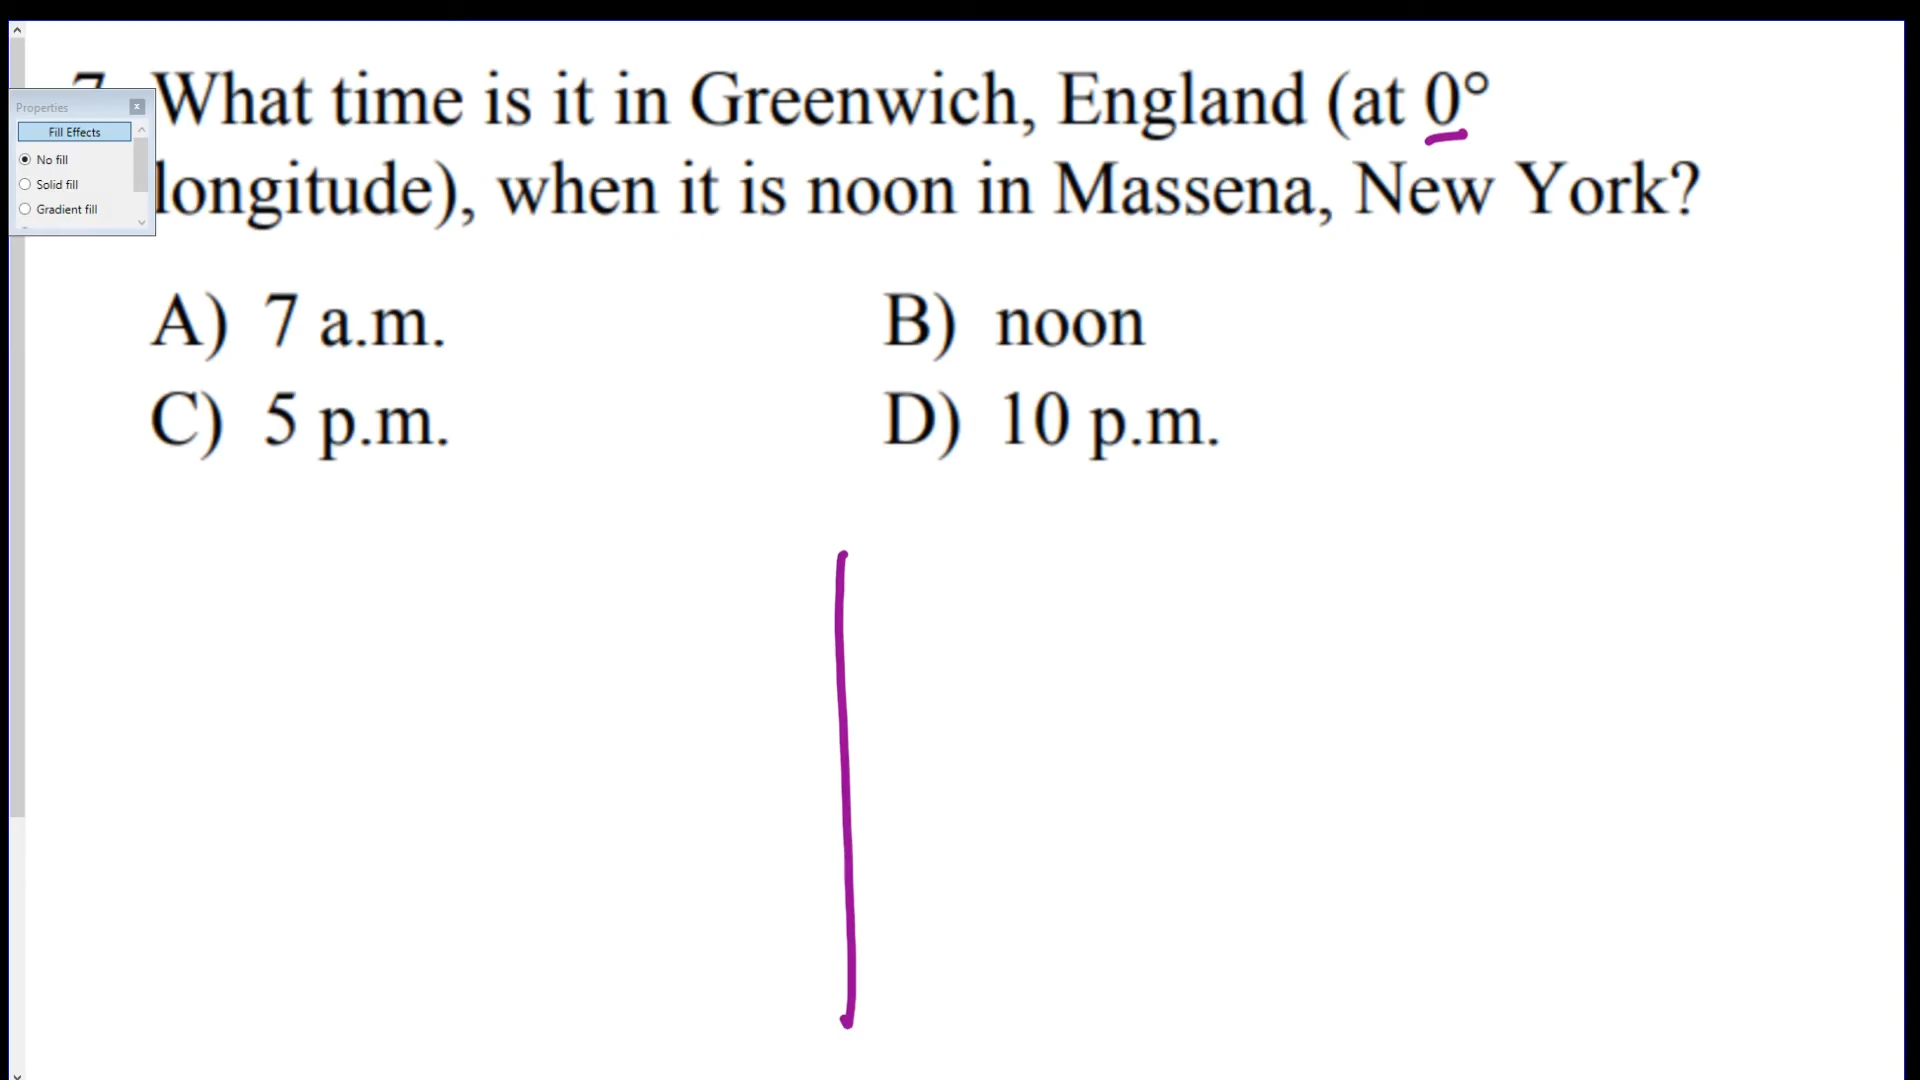 7 What time is it in Greenwich, England (at 0°
longitude), when it is noon in Massena, New York?
A) 7 a.m.
B) noon
C) 5 p.m.
D) 10 p.m.
Properties
x
Fill Effects
No fill
Solid fill
Gradient fill